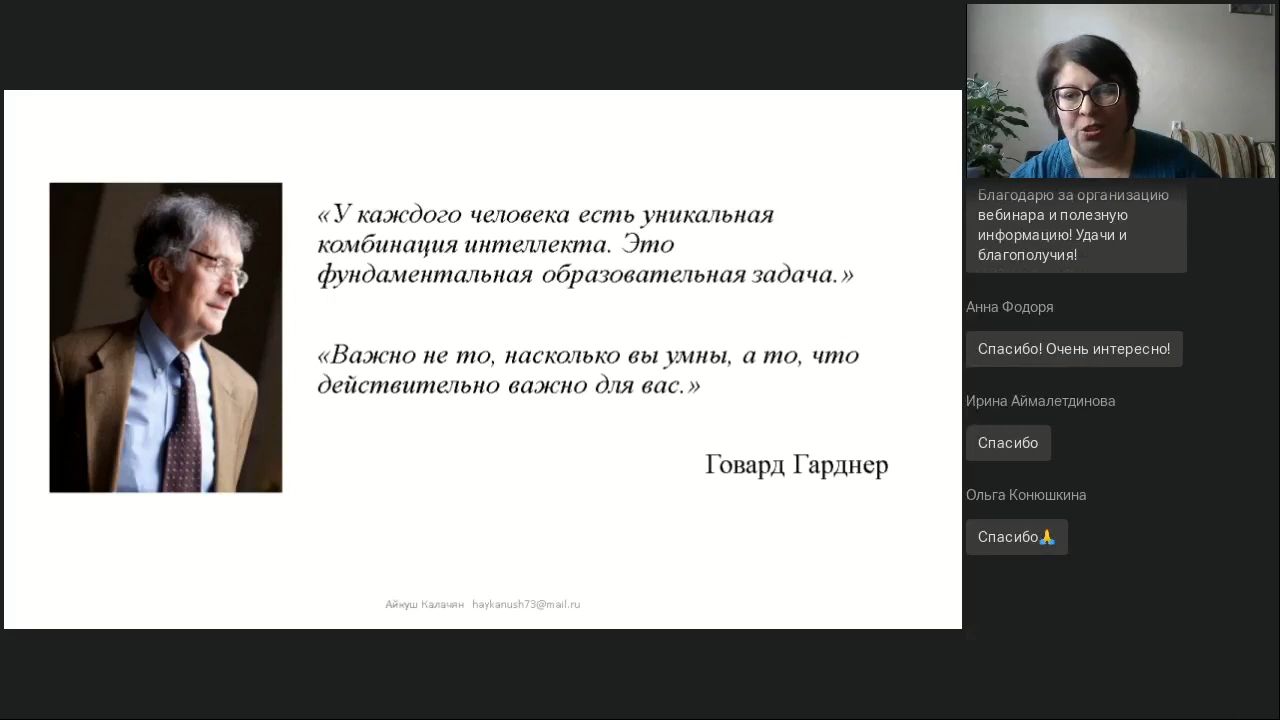 «У каждого человека есть уникальная
комбинация интеллекта. Это
фундаментальная образовательная задача.»
«Важно не то, насколько вы умны, а то, что
действительно важно для вас.»
Говард Гарднер
Айкуш Калачян haykanush73@mail.ru
Благодарю за организацию
вебинара и полезную
информацию! Удачи и
благополучия!
Анна Фодоря
Спасибо! Очень интересно!
Ирина Аймалетдинова
Спасибо
Ольга Конюшкина
Спасибо🙏